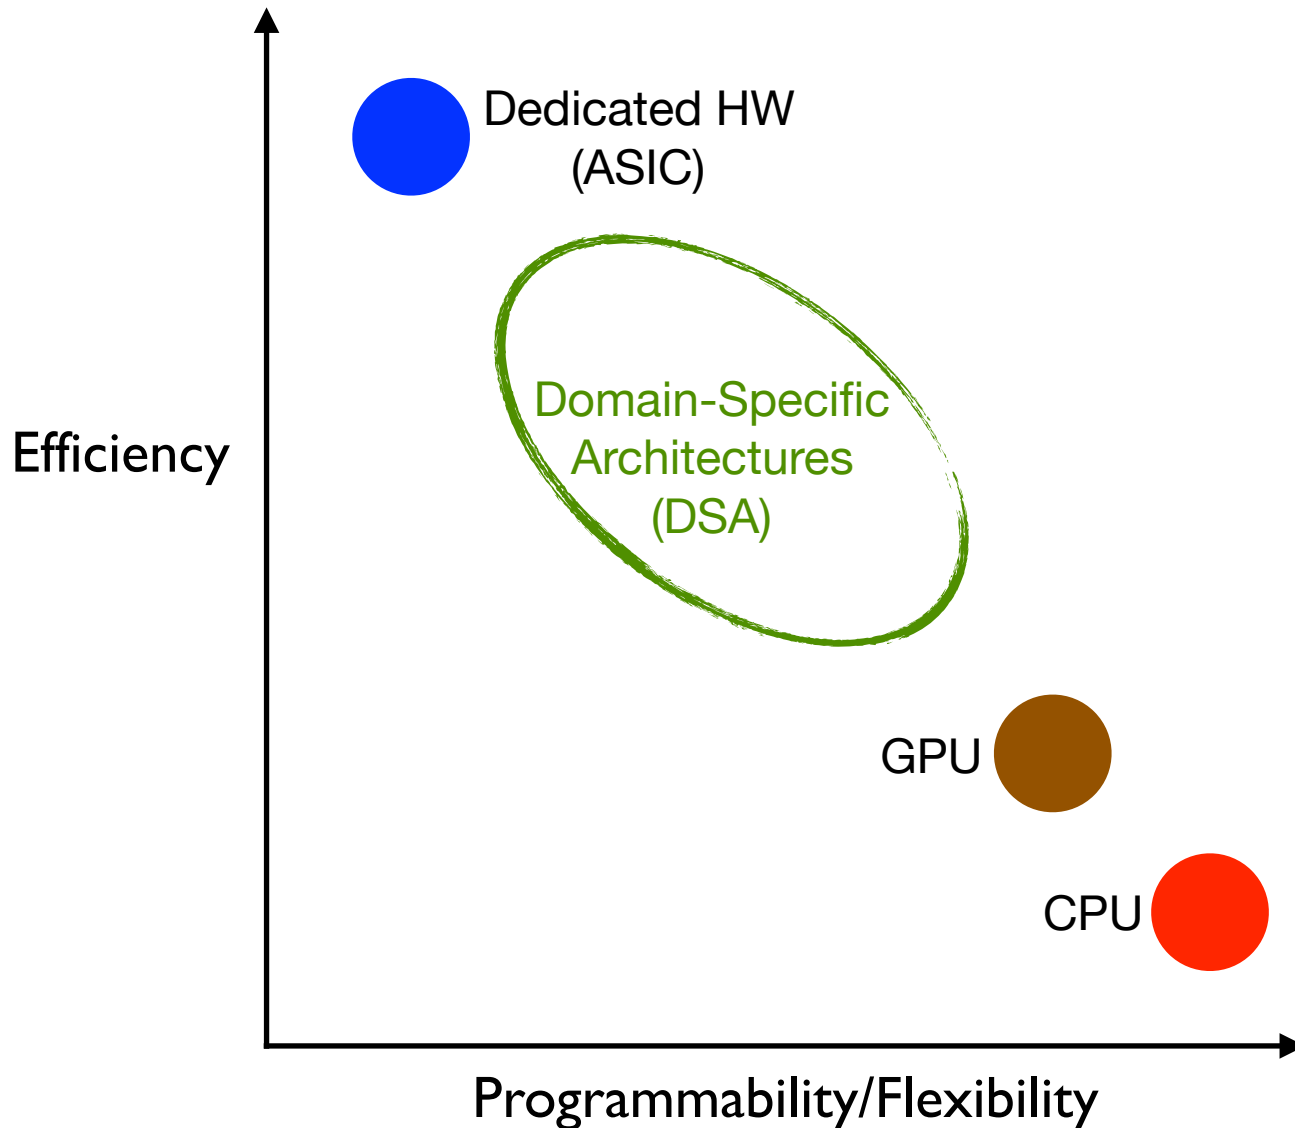 Dedicated HW
(ASIC)
Domain-Specific
Architectures
(DSA)
Efficiency
GPU
CPU
Programmability/Flexibility